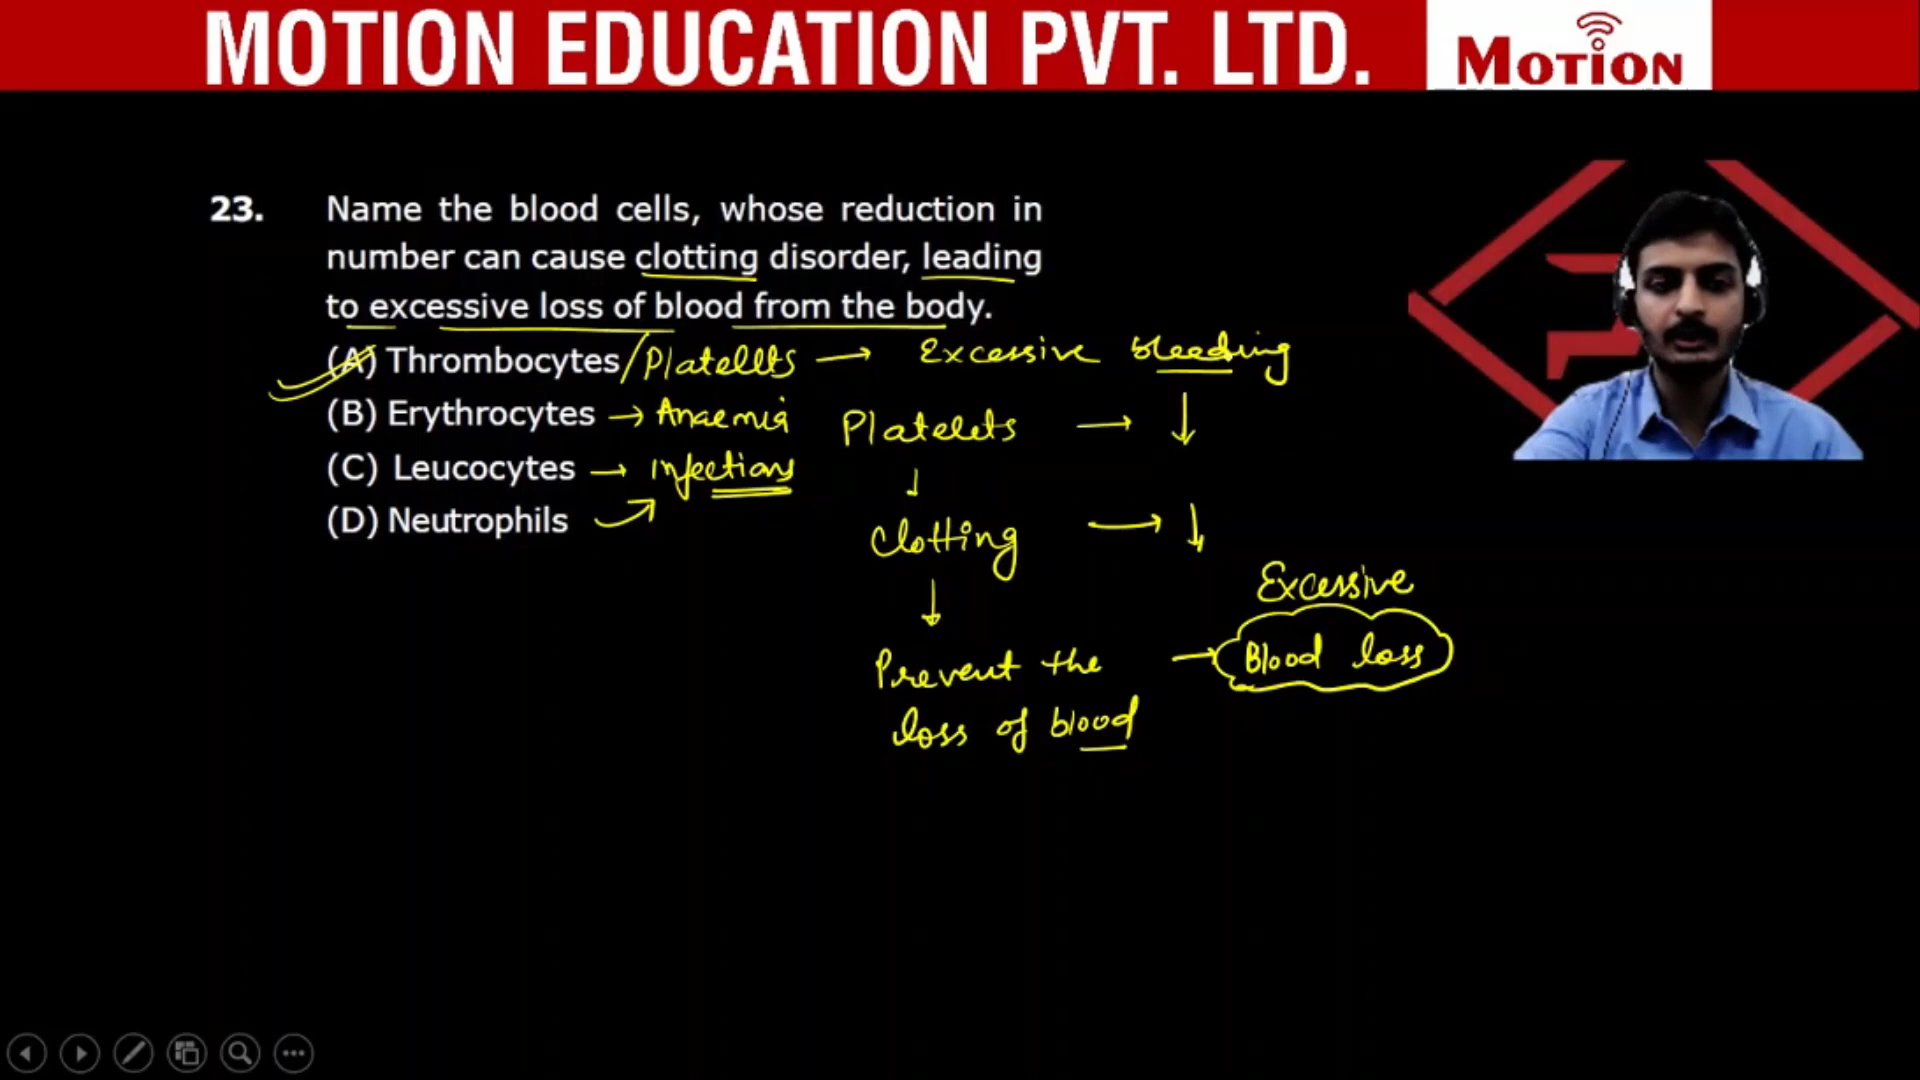 MOTION EDUCATION PVT. LTD.
MOTION
23. Name the blood cells, whose reduction in
number can cause clotting disorder, leading
to excessive loss of blood from the body.
(A) Thrombocytes/Platellts → Excessive bleeding
(B) Erythrocytes → Anaemia
Platelets → ↓
(C) Leucocytes → infections
↓
(D) Neutrophils
Clotting → ↓
↓
Excessive
Prevent the → Blood loss
loss of blood